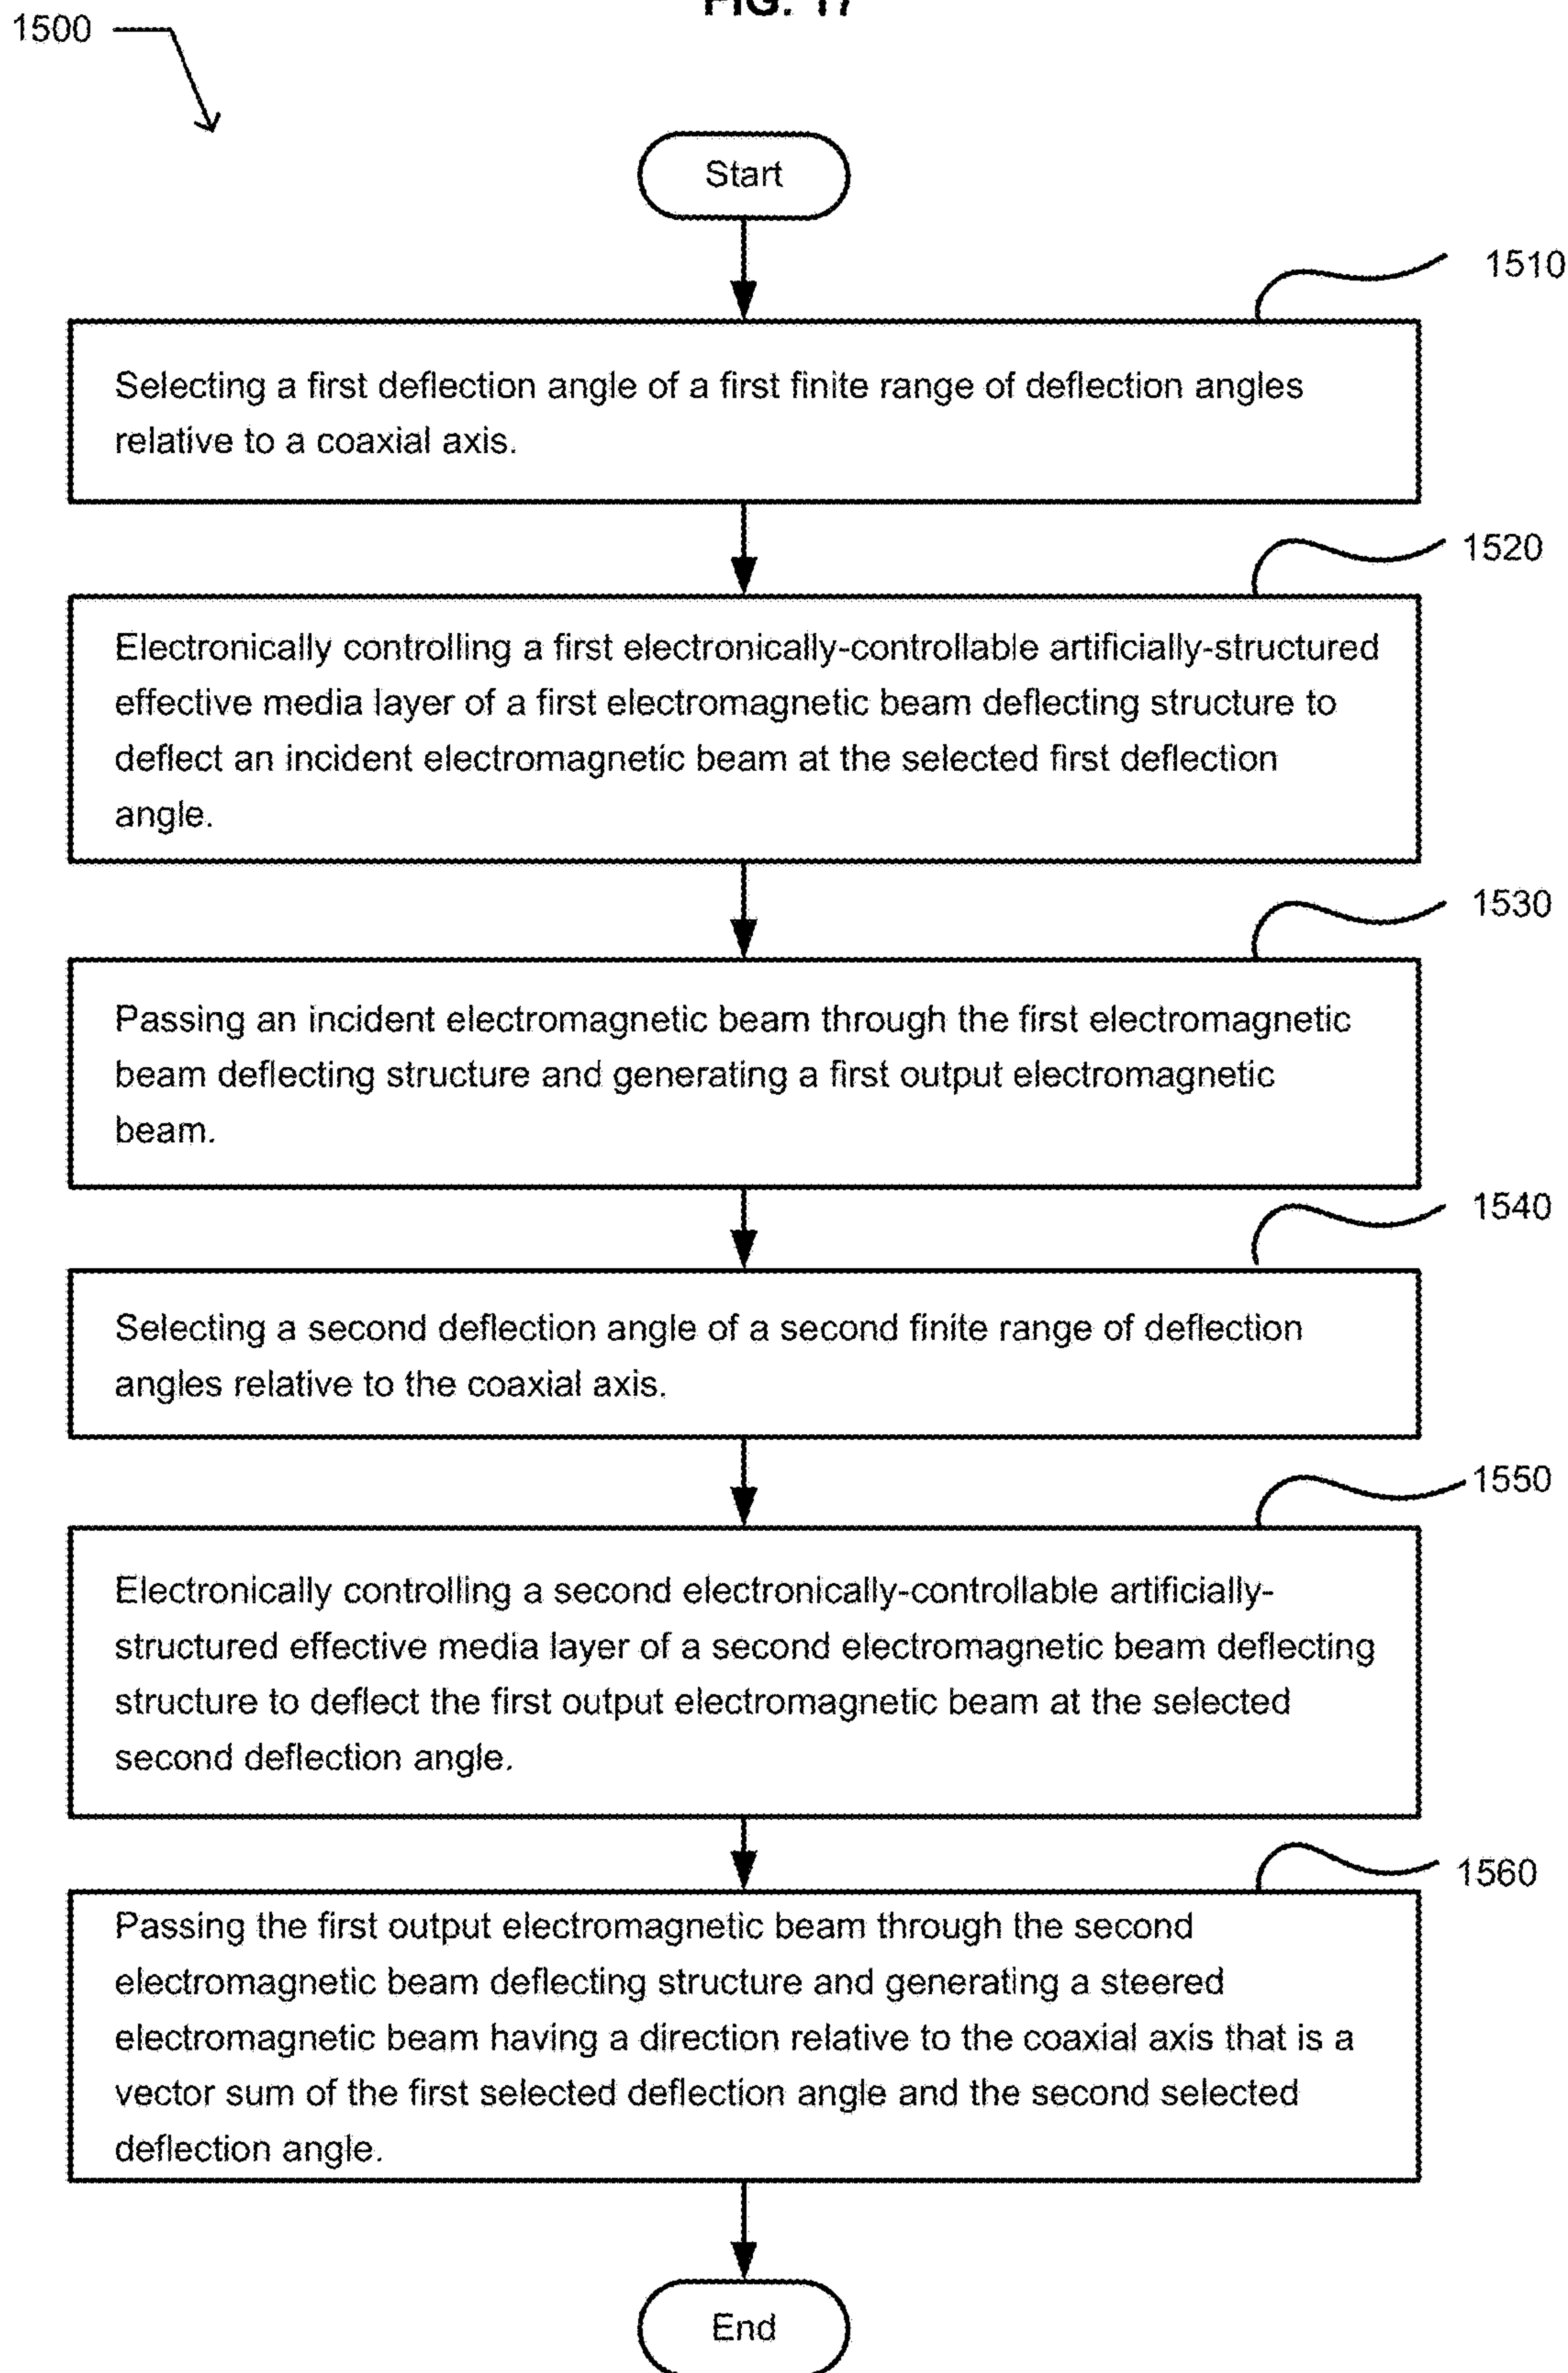 FIG. 17
1500
Start
1510
Selecting a first deflection angle of a first finite range of deflection angles
relative to a coaxial axis.
1520
Electronically controlling a first electronically-controllable artificially-structured
effective media layer of a first electromagnetic beam deflecting structure to
deflect an incident electromagnetic beam at the selected first deflection
angle.
1530
Passing an incident electromagnetic beam through the first electromagnetic
beam deflecting structure and generating a first output electromagnetic
beam.
1540
Selecting a second deflection angle of a second finite range of deflection
angles relative to the coaxial axis.
1550
Electronically controlling a second electronically-controllable artificially-
structured effective media layer of a second electromagnetic beam deflecting
structure to deflect the first output electromagnetic beam at the selected
second deflection angle.
1560
Passing the first output electromagnetic beam through the second
electromagnetic beam deflecting structure and generating a steered
electromagnetic beam having a direction relative to the coaxial axis that is a
vector sum of the first selected deflection angle and the second selected
deflection angle.
End